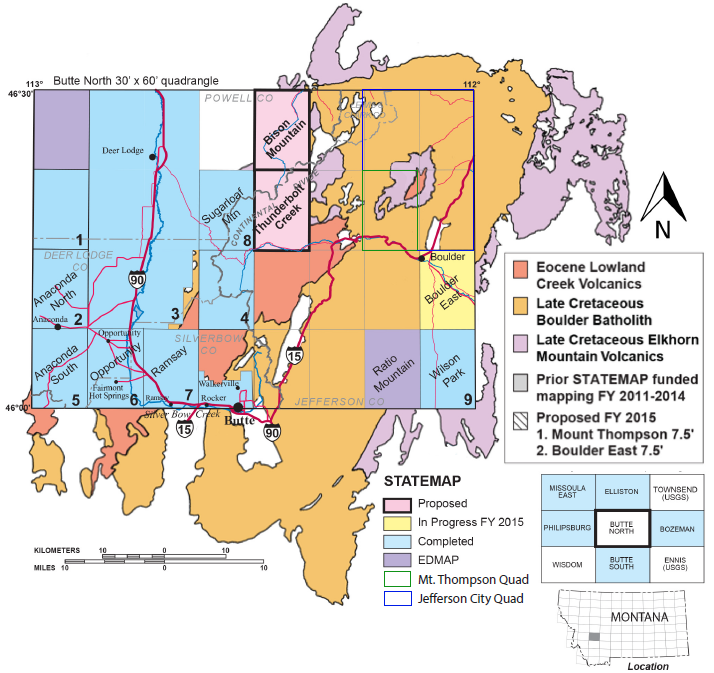 113°
Butte North 30' x 60' quadrangle
112°
46°30'
POWELL CO
Bison
Mountain
Deer Lodge
Sugarloaf
Mtn
CONTINENTAL
DIVIDE
Thunderbolt
Creek
1
8
DEER LODGE
CO
90
Boulder
Anaconda
North
Boulder
East
Anaconda
2
3
4
Opportunity
SILVERBOW
CO
Anaconda
South
Opportunity
Ramsay
15
Ratio
Mountain
Wilson
Park
Fairmont
Hot Springs
Walkerville
5
6
7
Ramsay
Rocker
JEFFERSON CO
9
46°00'
Silver Bow Creek
Butte
15
90
N
Eocene Lowland
Creek Volcanics
Late Cretaceous
Boulder Batholith
Late Cretaceous Elkhorn
Mountain Volcanics
Prior STATEMAP funded
mapping FY 2011-2014
Proposed FY 2015
1. Mount Thompson 7.5'
2. Boulder East 7.5'
STATEMAP
Proposed
In Progress FY 2015
Completed
EDMAP
Mt. Thompson Quad
Jefferson City Quad
KILOMETERS
10 0 10
MILES
10 0 10
MISSOULA
EAST
ELLISTON
TOWNSEND
(USGS)
PHILIPSBURG
BUTTE
NORTH
BOZEMAN
WISDOM
BUTTE
SOUTH
ENNIS
(USGS)
MONTANA
Location